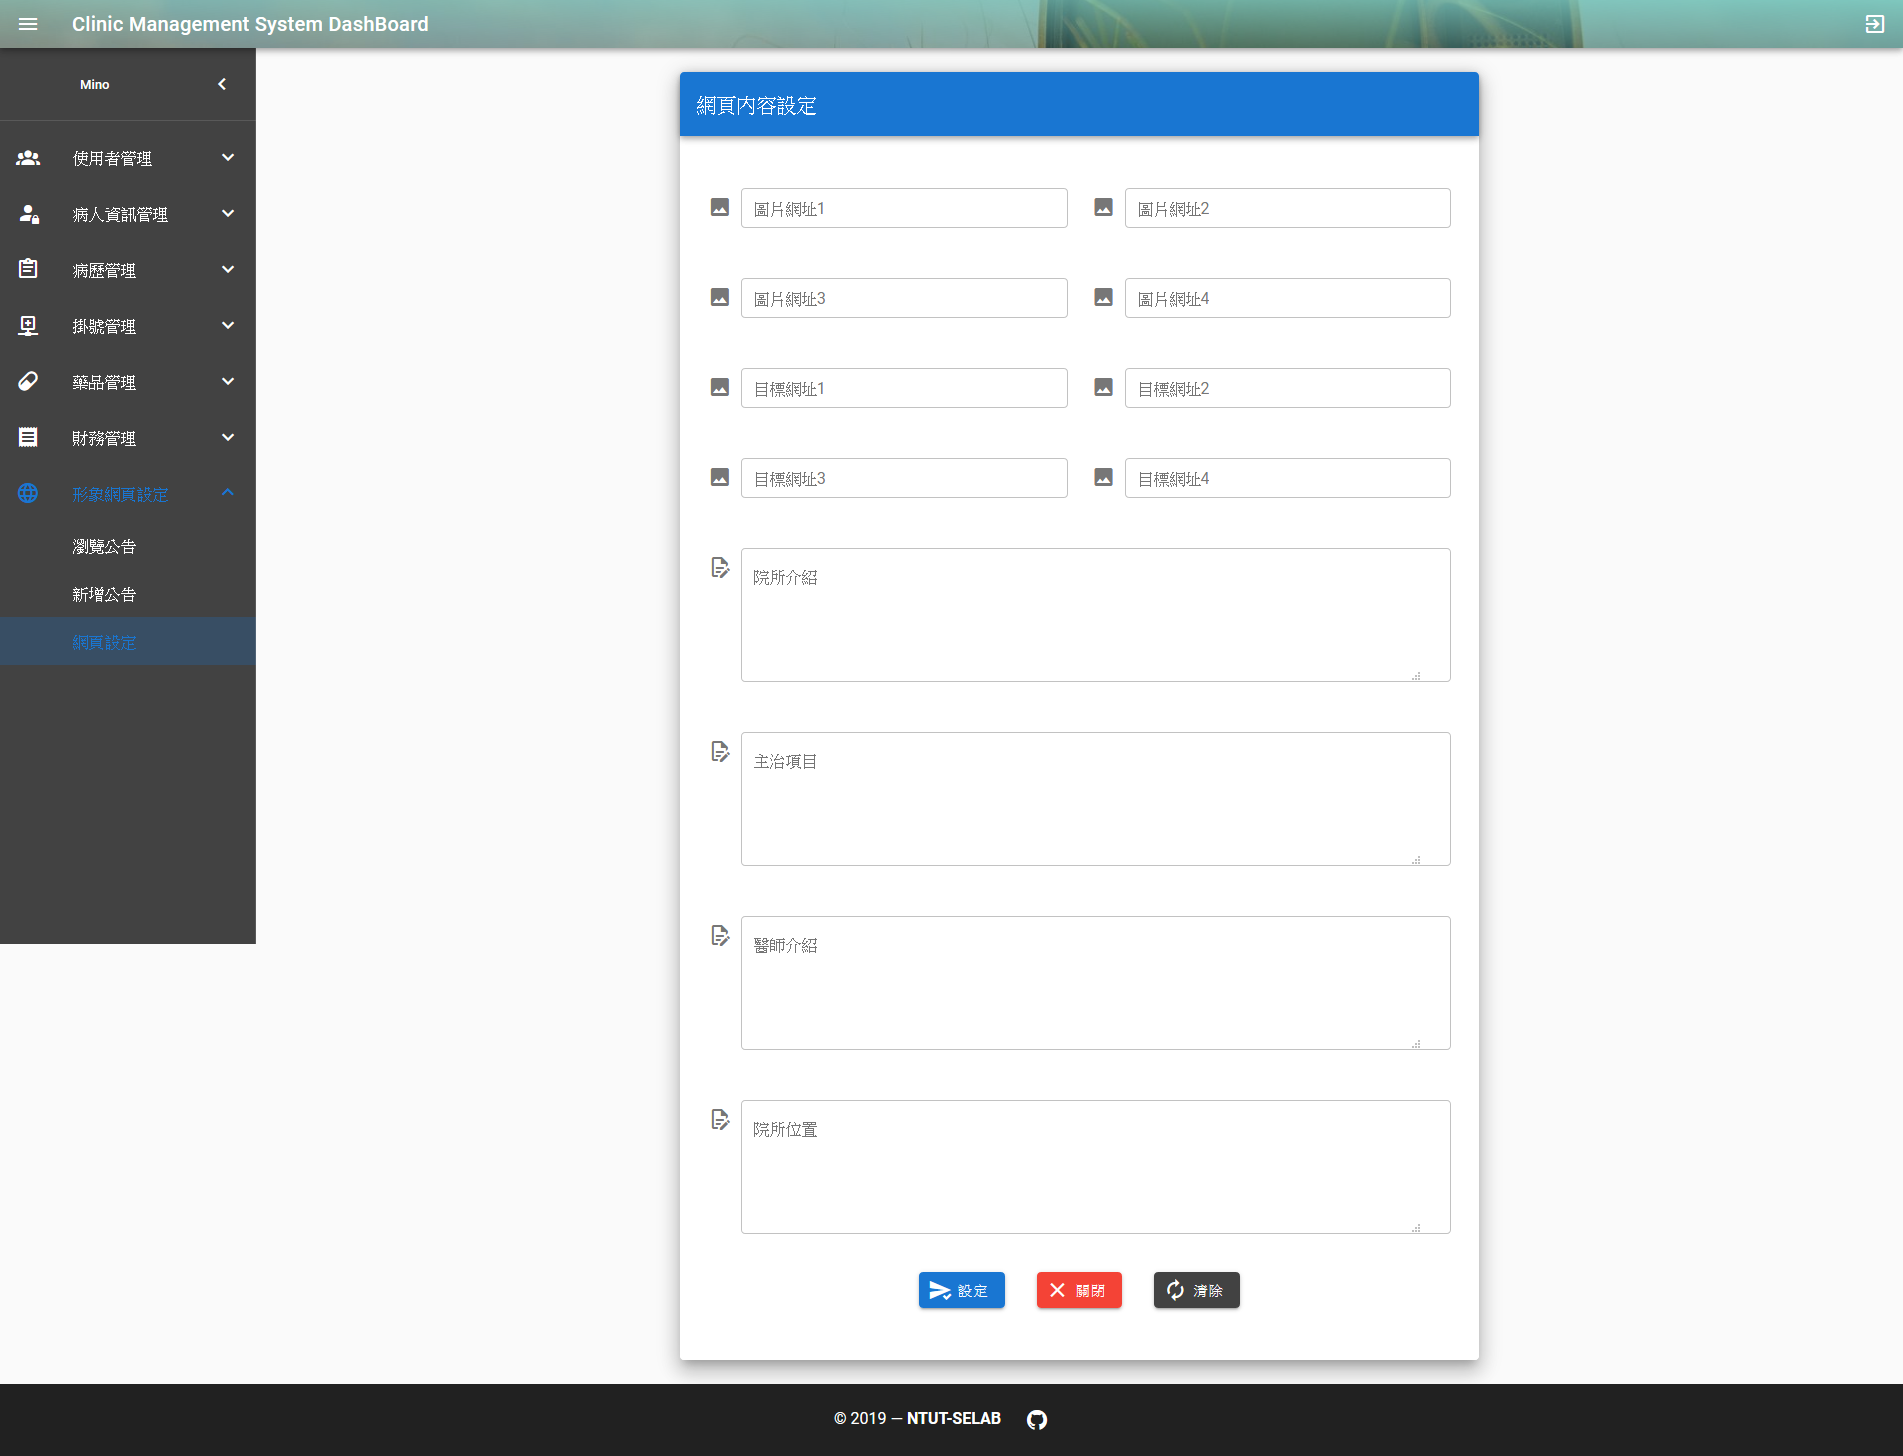 Clinic Management System DashBoard
Mino
使用者管理
病人資訊管理
病歷管理
掛號管理
藥品管理
財務管理
形象網頁設定
瀏覽公告
新增公告
網頁設定
網頁內容設定
圖片網址1
圖片網址2
圖片網址3
圖片網址4
目標網址1
目標網址2
目標網址3
目標網址4
院所介紹
主治項目
醫師介紹
院所位置
設定
關閉
清除
© 2019 — NTUT-SELAB